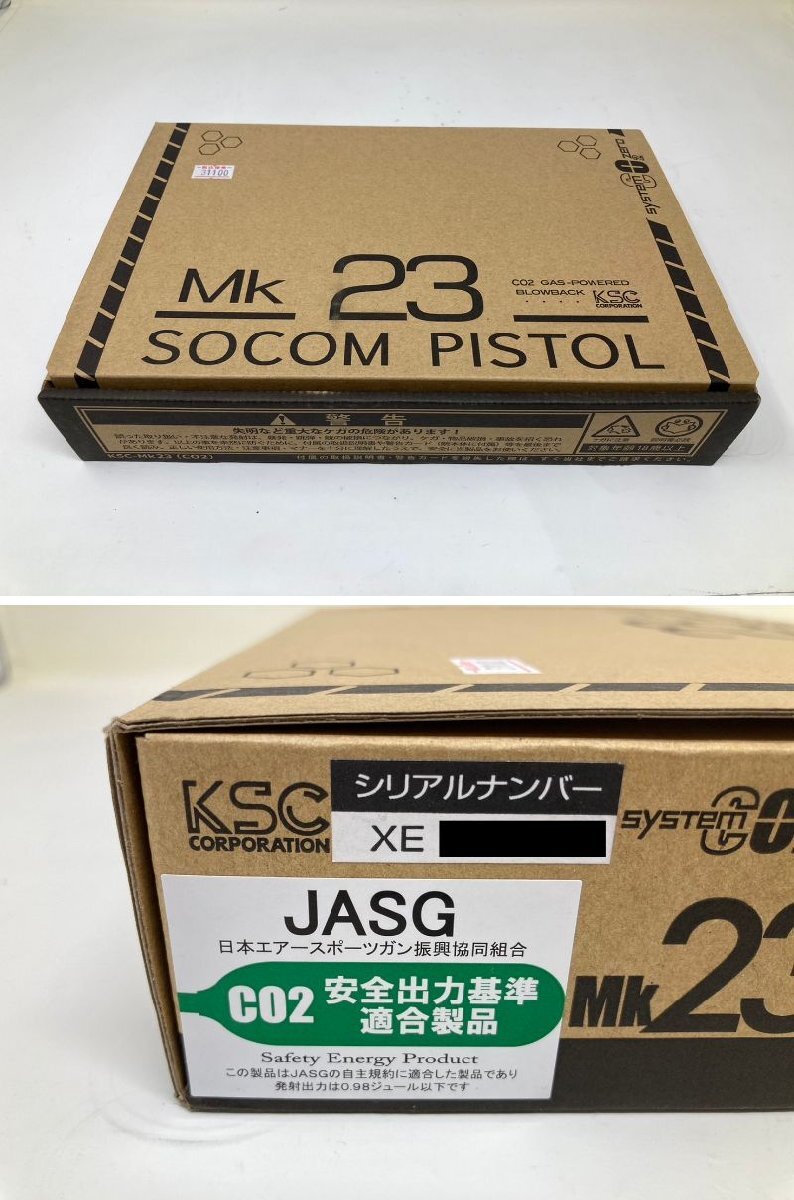 31100
system CO zero
Mk 23
CO2 GAS-POWERED
BLOWBACK
KSC
CORPORATION
SOCOM PISTOL
警告
失明など重大なケガの危険があります!
KSC-Mk23 (CO2)
対象年齢18歳以上
KSC
CORPORATION
シリアルナンバー
XE
system
JASG
日本エアースポーツガン振興協同組合
CO2 安全出力基準
適合製品
Safety Energy Product
この製品はJASGの自主規約に適合した製品であり
発射出力は0.98ジュール以下です
Mk23